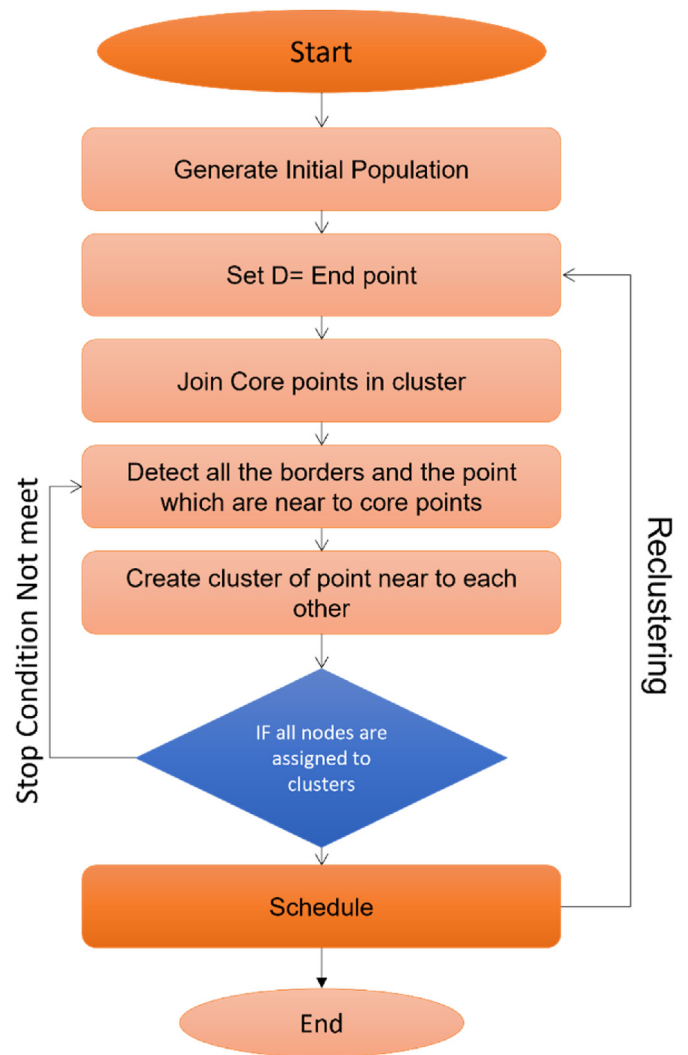 Start
Generate Initial Population
Set D= End point
Join Core points in cluster
Detect all the borders and the point
which are near to core points
Create cluster of point near to each
other
Stop Condition Not meet
Reclustering
IF all nodes are
assigned to
clusters
Schedule
End